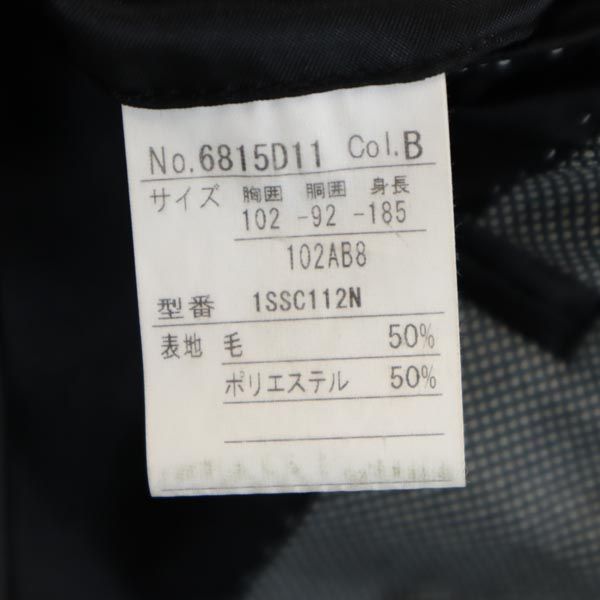 No.6815D11 Col.B
サイズ 胸囲 胴囲 身長
102 -92 -185
102AB8
型番 1SSC112N
表地 毛 50%
ポリエステル 50%